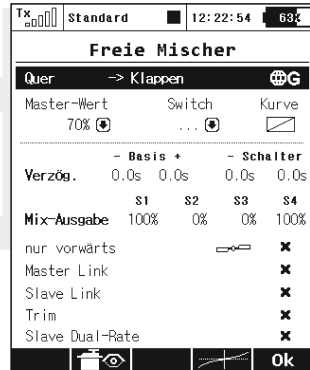 Tx Standard 12:22:54 63%
Freie Mischer
Quer -> Klappen G
Master-Wert Switch Kurve
70% ...
- Basis + - Schalter
Verzög. 0.0s 0.0s 0.0s 0.0s
S1 S2 S3 S4
Mix-Ausgabe 100% 0% 0% 100%
nur vorwärts ✖
Master Link ✖
Slave Link ✖
Trim ✖
Slave Dual-Rate ✖
Ok